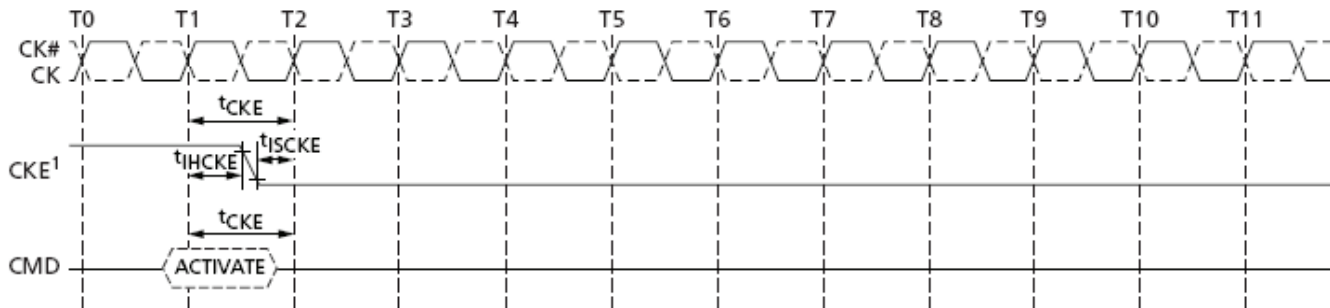 T0 T1 T2 T3 T4 T5 T6 T7 T8 T9 T10 T11
CK#
CK
tCKE
tISCKE
tIHCKE
CKE1
tCKE
CMD ACTIVATE